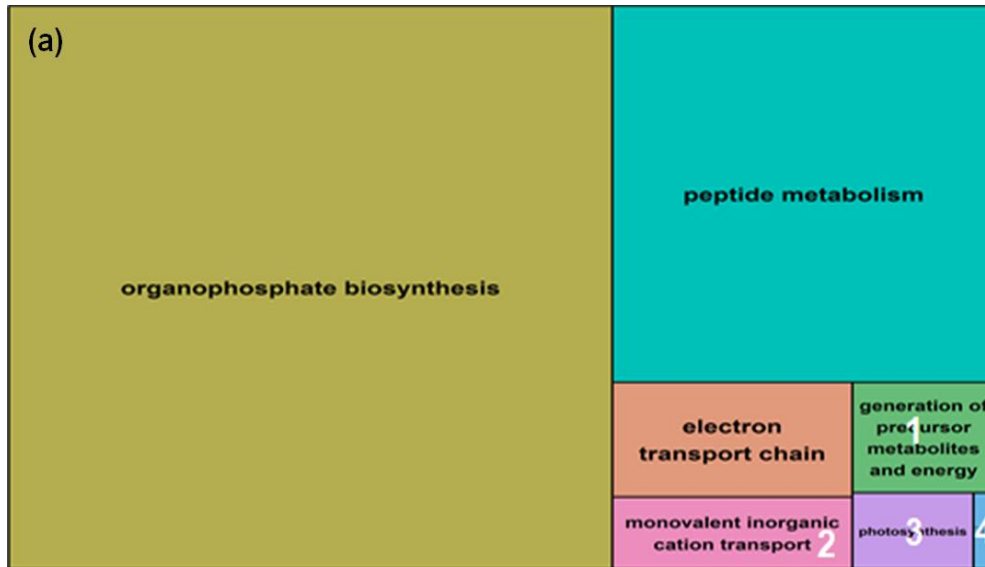 (a)
peptide metabolism
organophosphate biosynthesis
electron
transport chain
generation of
precursor
metabolites
and energy
1
monovalent inorganic
cation transport
2
photosynthesis
3
4